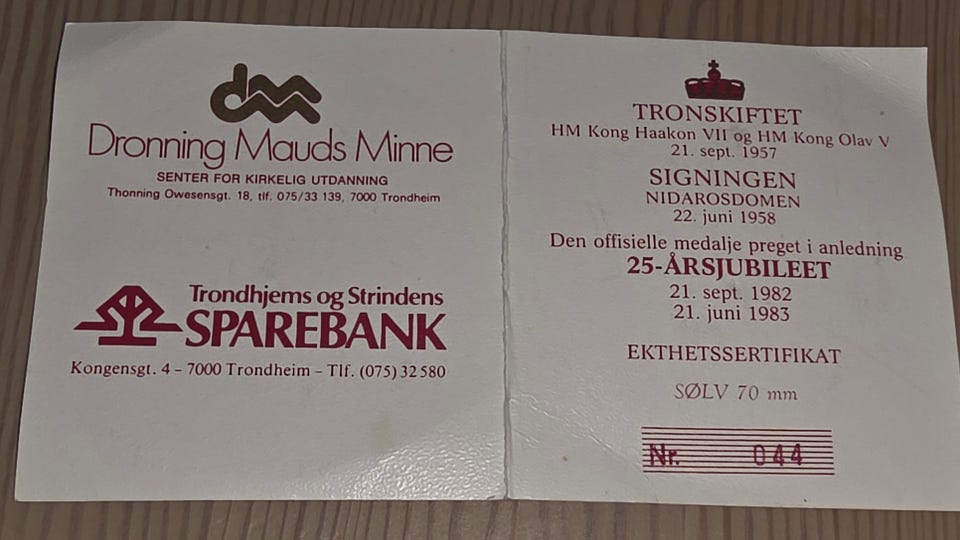 dmm
Dronning Mauds Minne
SENTER FOR KIRKELIG UTDANNING
Thonning Owesensgt. 18, tlf. 075/33 139, 7000 Trondheim
Trondhjems og Strindens
SPAREBANK
Kongensgt. 4 – 7000 Trondheim – Tlf. (075) 32 580
TRONSKIFTET
HM Kong Haakon VII og HM Kong Olav V
21. sept. 1957
SIGNINGEN
NIDAROSDOMEN
22. juni 1958
Den offisielle medalje preget i anledning
25-ÅRSJUBILEET
21. sept. 1982
21. juni 1983
EKTHETSSERTIFIKAT
SØLV 70 mm
Nr. 044